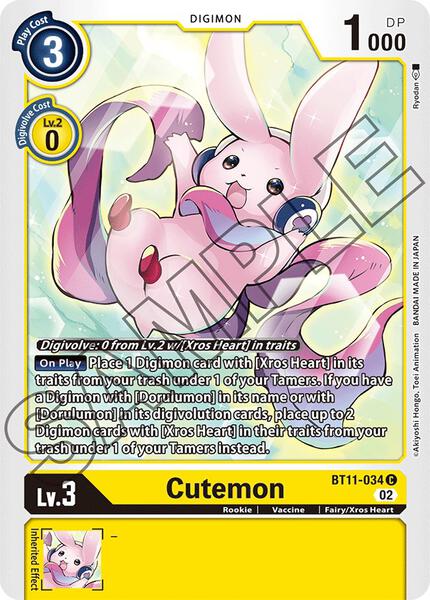 DIGIMON
Play Cost
3
DP
1000
Digivolve Cost
Lv.2
0
Ryodan
SAMPLE
©Akiyoshi Hongo, Toei Animation BANDAI MADE IN JAPAN
Digivolve: 0 from Lv.2 w/[Xros Heart] in traits
On Play Place 1 Digimon card with [Xros Heart] in its
traits from your trash under 1 of your Tamers. If you have
a Digimon with [Dorulumon] in its name or with
[Dorulumon] in its digivolution cards, place up to 2
Digimon cards with [Xros Heart] in their traits from your
trash under 1 of your Tamers instead.
Lv.3
Cutemon
BT11-034 C
02
Rookie | Vaccine | Fairy/Xros Heart
Inherited Effect
–